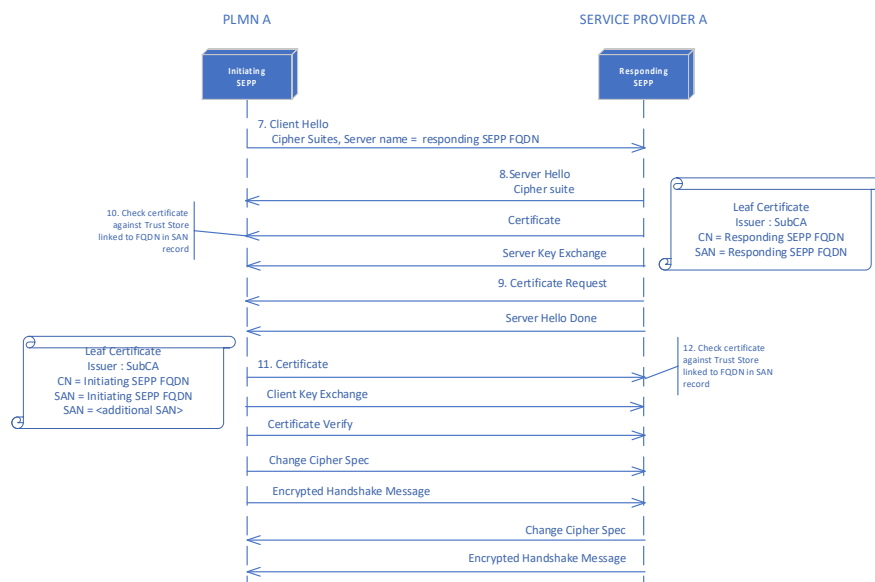 PLMN A
SERVICE PROVIDER A
Initiating
SEPP
Responding
SEPP
7. Client Hello
Cipher Suites, Server name = responding SEPP FQDN
8.Server Hello
Cipher suite
10. Check certificate
against Trust Store
linked to FQDN in SAN
record
Certificate
Leaf Certificate
Issuer : SubCA
CN = Responding SEPP FQDN
SAN = Responding SEPP FQDN
Server Key Exchange
9. Certificate Request
Server Hello Done
Leaf Certificate
Issuer : SubCA
CN = Initiating SEPP FQDN
SAN = Initiating SEPP FQDN
SAN = <additional SAN>
11. Certificate
12. Check certificate
against Trust Store
linked to FQDN in SAN
record
Client Key Exchange
Certificate Verify
Change Cipher Spec
Encrypted Handshake Message
Change Cipher Spec
Encrypted Handshake Message